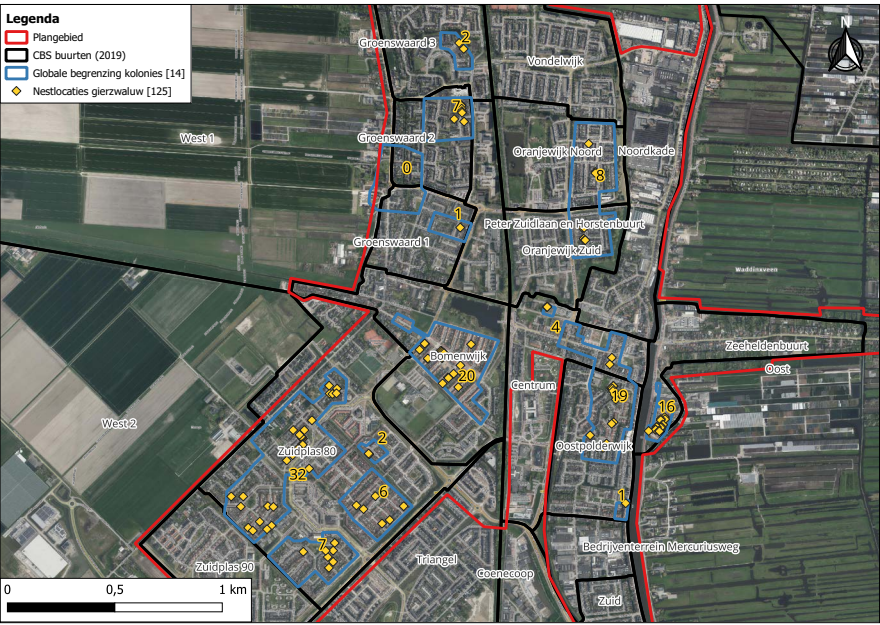 Legenda
Plangebied
CBS buurten (2019)
Globale begrenzing kolonies [14]
Nestlocaties gierzwaluw [125]
N
Groenswaard 3
2
Vondelwijk
West 1
7
Groenswaard 2
Oranjewijk Noord
Noordkade
0
8
1
Peter Zuidlaan en Horstenbuurt
Groenswaard 1
Oranjewijk Zuid
Waddinxveen
4
Zeeheldenbuurt
Bomenwijk
Oost
20
Centrum
19
16
West 2
2
Oostpolderwijk
Zuidplas 80
32
6
1
7
Bedrijventerrein Mercuriusweg
Triangel
Zuidplas 90
Coenecoop
Zuid
0
0,5
1 km